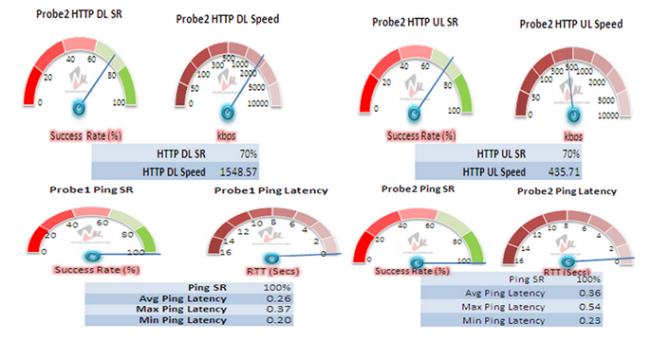 Probe2 HTTP DL SR
Probe2 HTTP DL Speed
Probe2 HTTP UL SR
Probe2 HTTP UL Speed
0 20 40 60 80 100
0 50 100 300 500 1000 2000 5000 10000
0 20 40 60 80 100
0 50 100 300 500 1000 2000 5000 10000
Success Rate (%)
kbps
Success Rate (%)
kbps
HTTP DL SR 70%
HTTP DL Speed 1548.57
HTTP UL SR 70%
HTTP UL Speed 435.71
Probe1 Ping SR
Probe1 Ping Latency
Probe2 Ping SR
Probe2 Ping Latency
0 20 40 60 80 100
16 14 12 10 8 6 4 2 0
0 20 40 60 80 100
16 14 12 10 8 6 4 2 0
Success Rate (%)
RTT (Secs)
Success Rate (%)
RTT (Secs)
Ping SR 100%
Avg Ping Latency 0.26
Max Ping Latency 0.37
Min Ping Latency 0.20
Ping SR 100%
Avg Ping Latency 0.36
Max Ping Latency 0.54
Min Ping Latency 0.23